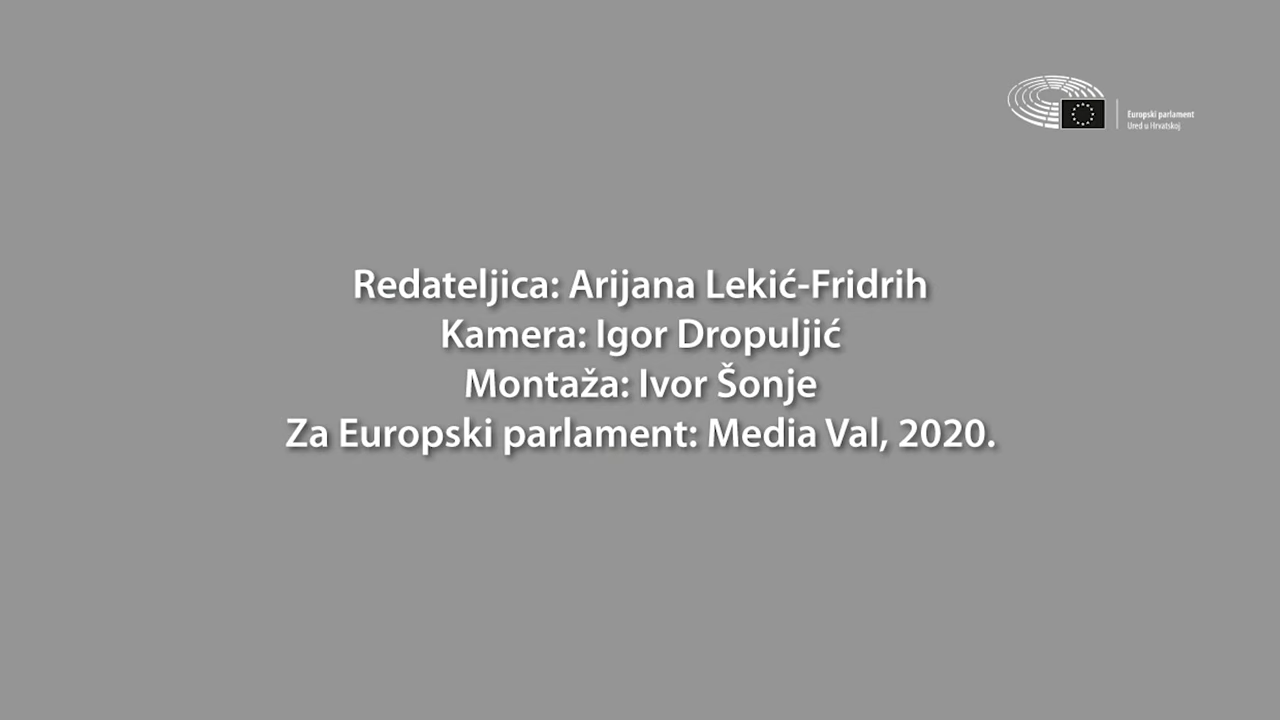 Europski parlament
Ured u Hrvatskoj
Redateljica: Arijana Lekić-Fridrih
Kamera: Igor Dropuljić
Montaža: Ivor Šonje
Za Europski parlament: Media Val, 2020.